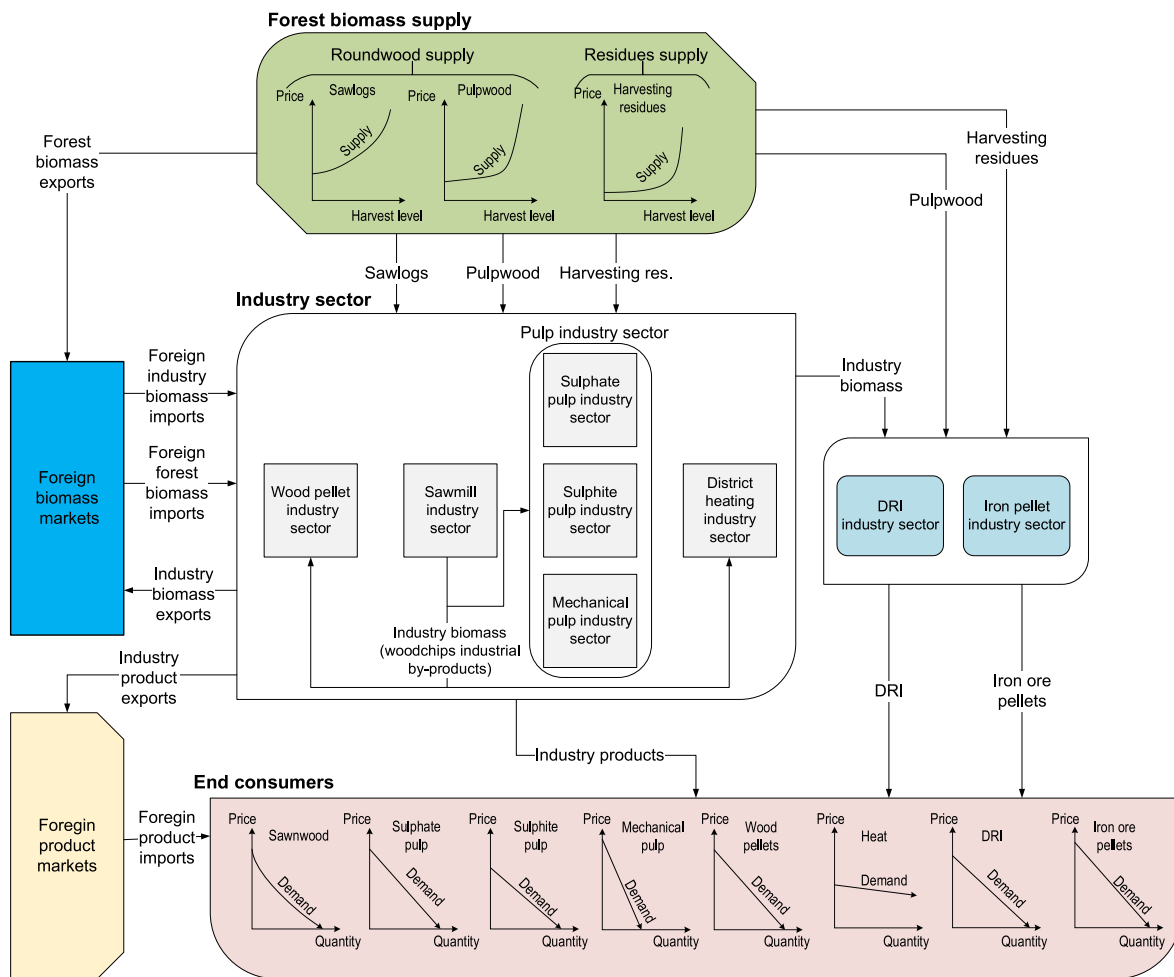 Forest biomass supply
Roundwood supply
Residues supply
Price
Sawlogs
Supply
Harvest level
Price
Pulpwood
Supply
Harvest level
Price
Harvesting
residues
Supply
Harvest level
Forest
biomass
exports
Harvesting
residues
Pulpwood
Sawlogs
Pulpwood
Harvesting res.
Industry sector
Pulp industry sector
Sulphate
pulp industry
sector
Sulphite
pulp industry
sector
Mechanical
pulp industry
sector
Wood pellet
industry
sector
Sawmill
industry
sector
District
heating
industry
sector
Industry biomass
(woodchips industrial
by-products)
Foreign
industry
biomass
imports
Foreign
forest
biomass
imports
Industry
biomass
exports
Foreign
biomass
markets
Industry
biomass
DRI
industry sector
Iron pellet
industry sector
Industry
product
exports
Industry products
DRI
Iron ore
pellets
Foregin
product
markets
Foregin
product
imports
End consumers
Price
Sawnwood
Demand
Quantity
Price
Sulphate
pulp
Demand
Quantity
Price
Sulphite
pulp
Demand
Quantity
Price
Mechanical
pulp
Demand
Quantity
Price
Wood
pellets
Demand
Quantity
Price
Heat
Demand
Quantity
Price
DRI
Demand
Quantity
Price
Iron ore
pellets
Demand
Quantity